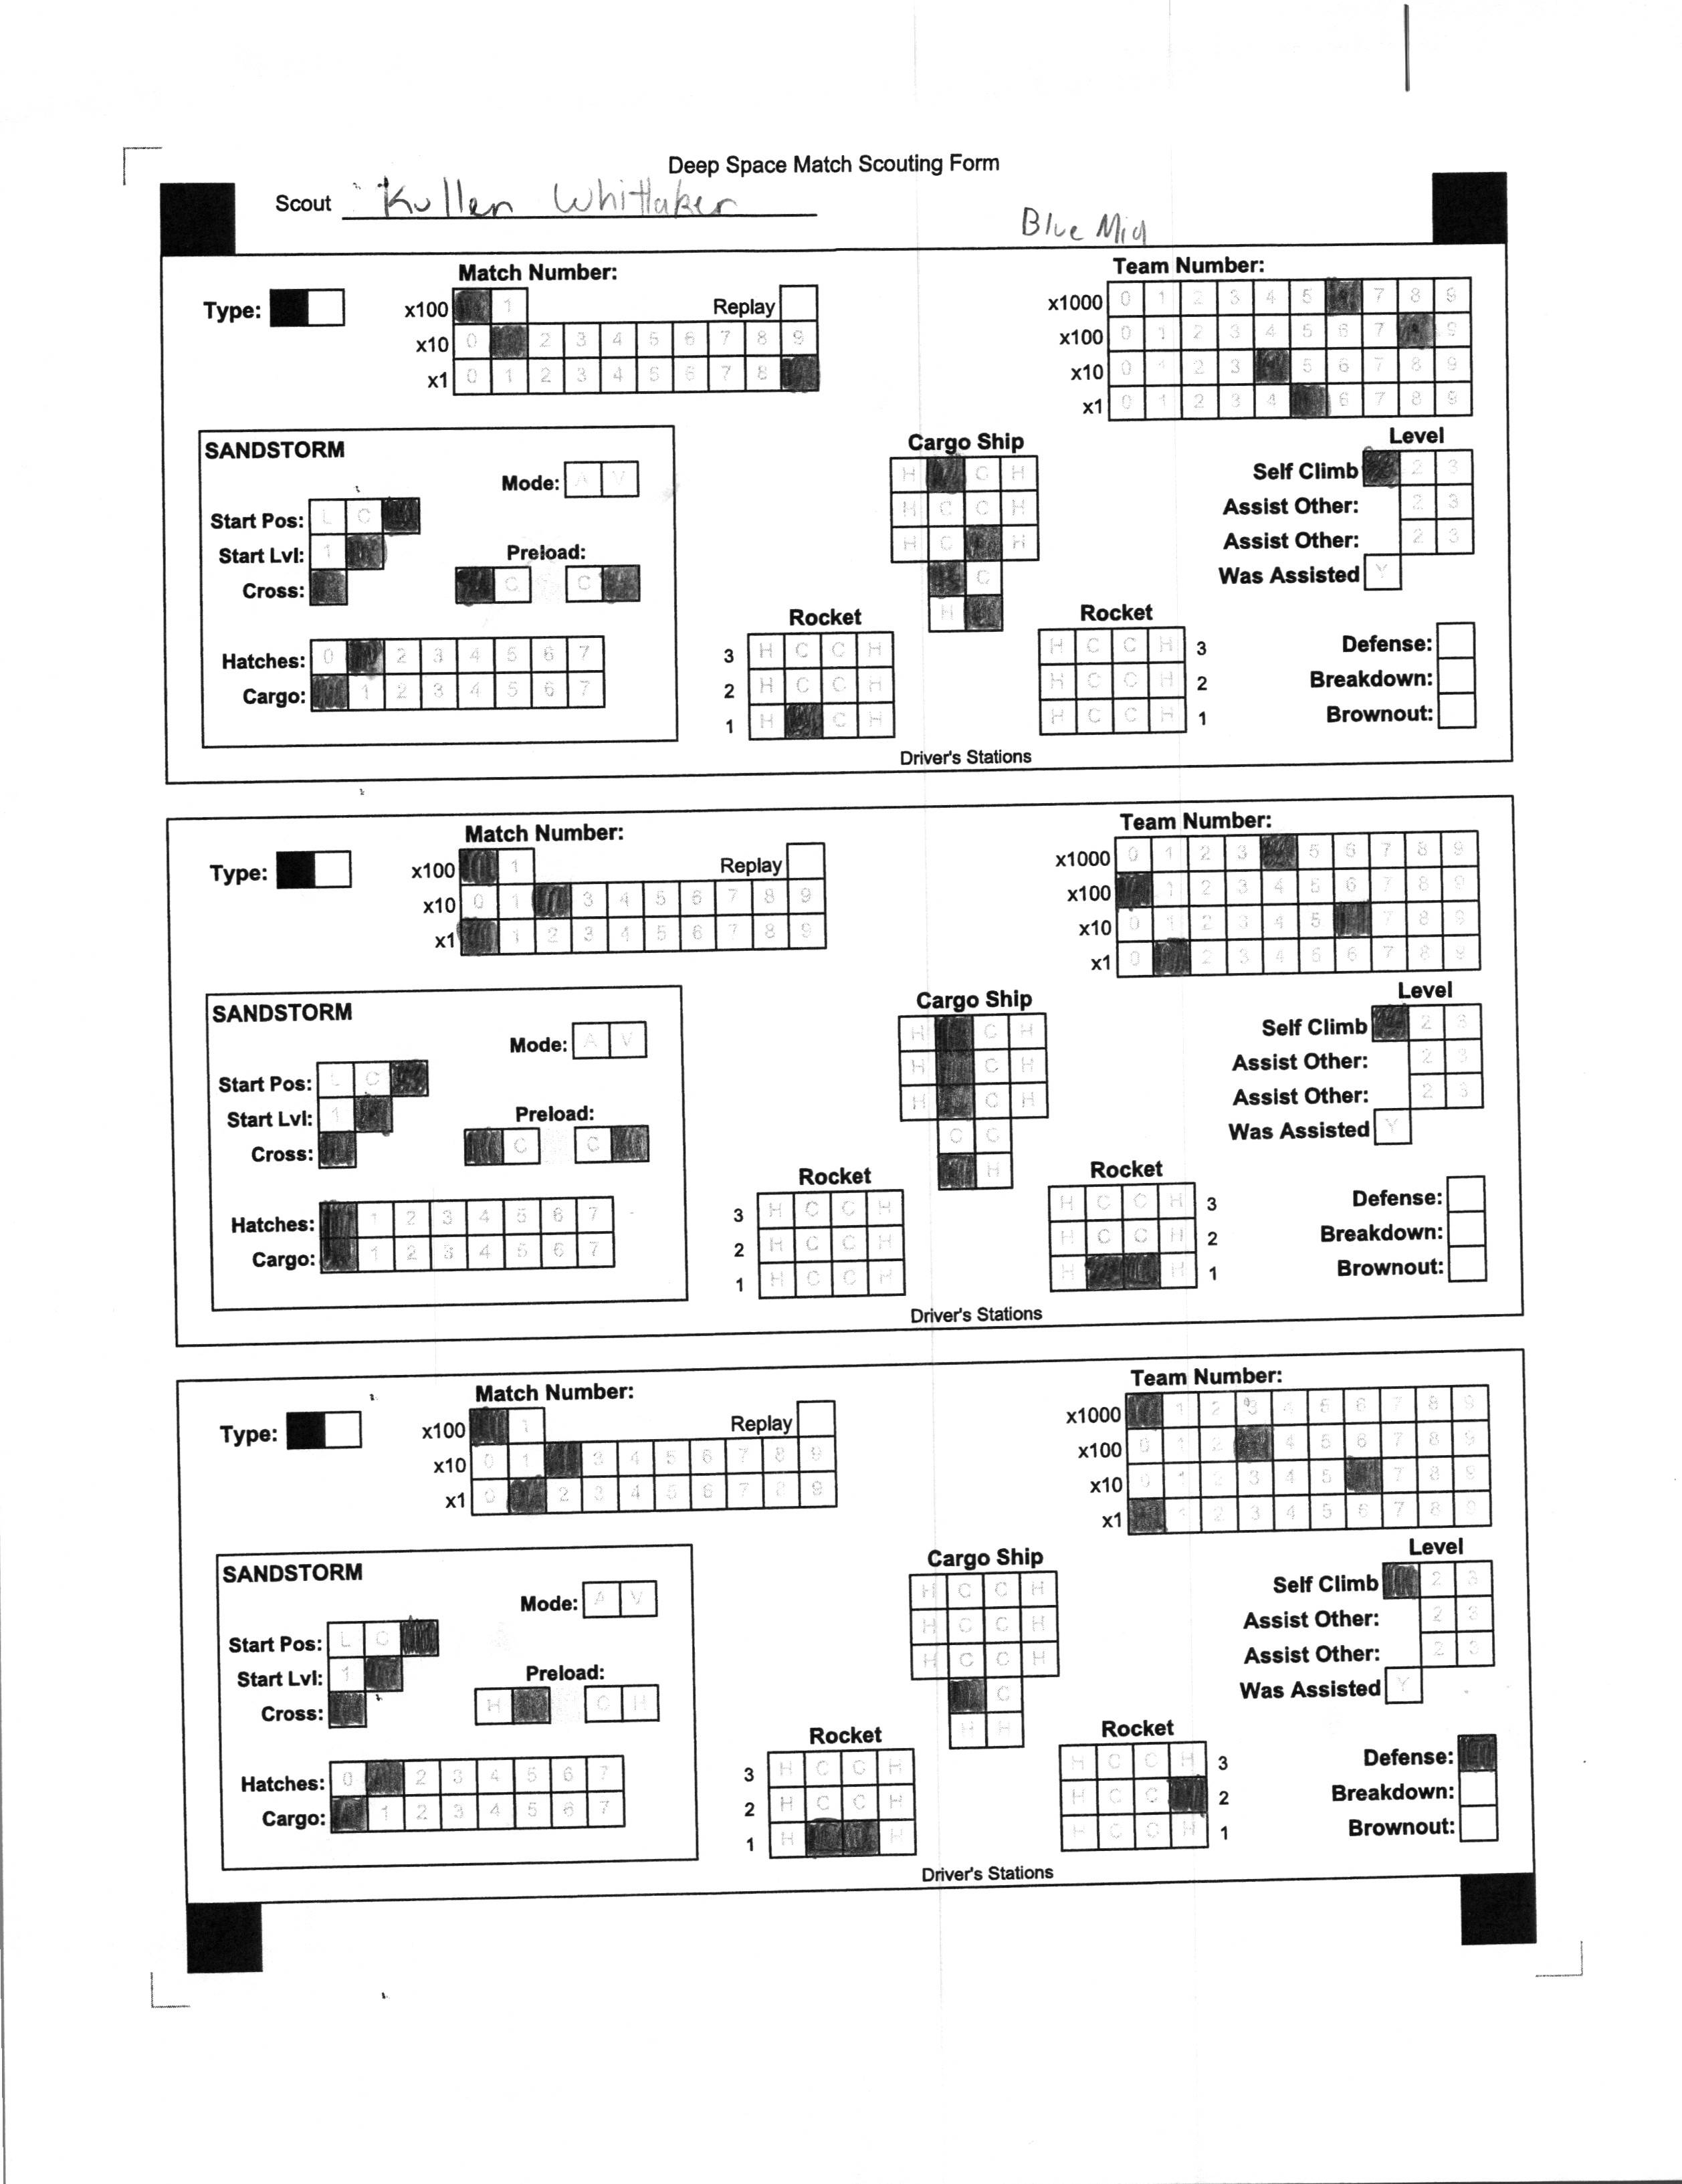 Deep Space Match Scouting Form
Scout Kullen Whittaker
Blue Mid
Match Number:
Team Number:
Type:
x100 1 Replay
x10 0 2 3 4 5 6 7 8 9
x1 0 1 2 3 4 5 6 7 8
x1000 0 1 2 3 4 5 7 8 9
x100 0 1 2 3 4 5 6 7 9
x10 0 1 2 3 5 6 7 8 9
x1 0 1 2 3 4 6 7 8 9
SANDSTORM
Mode: A V
Start Pos: L C
Start Lvl: 1
Cross:
Preload:
C C
Hatches: 0 2 3 4 5 6 7
Cargo: 1 2 3 4 5 6 7
Cargo Ship
H C H
H C C H
H C H
C
H
Rocket
3 H C C H
2 H C C H
1 H C H
Rocket
H C C H 3
H C C H 2
H C C H 1
Level
Self Climb 2 3
Assist Other: 2 3
Assist Other: 2 3
Was Assisted Y
Defense:
Breakdown:
Brownout:
Driver's Stations
Match Number:
Team Number:
Type:
x100 1 Replay
x10 0 1 3 4 5 6 7 8 9
x1 1 2 3 4 5 6 7 8 9
x1000 0 1 2 3 5 6 7 8 9
x100 1 2 3 4 5 6 7 8 9
x10 0 1 2 3 4 5 7 8 9
x1 0 2 3 4 5 6 7 8 9
SANDSTORM
Mode: A V
Start Pos: L C
Start Lvl: 1
Cross:
Preload:
C C
Hatches: 1 2 3 4 5 6 7
Cargo: 1 2 3 4 5 6 7
Cargo Ship
H C H
H C H
H C H
C C
H
Rocket
3 H C C H
2 H C C H
1 H C C H
Rocket
H C C H 3
H C C H 2
H H 1
Level
Self Climb 2 3
Assist Other: 2 3
Assist Other: 2 3
Was Assisted Y
Defense:
Breakdown:
Brownout:
Driver's Stations
Match Number:
Team Number:
Type:
x100 1 Replay
x10 0 1 3 4 5 6 7 8 9
x1 0 2 3 4 5 6 7 8 9
x1000 1 2 3 4 5 6 7 8 9
x100 0 1 2 4 5 6 7 8 9
x10 0 1 2 3 4 5 7 8 9
x1 1 2 3 4 5 6 7 8 9
SANDSTORM
Mode: A V
Start Pos: L C
Start Lvl: 1
Cross:
Preload:
H C H
Hatches: 0 2 3 4 5 6 7
Cargo: 1 2 3 4 5 6 7
Cargo Ship
H C C H
H C C H
H C C H
C
H H
Rocket
3 H C C H
2 H C C H
1 H H
Rocket
H C C H 3
H C C 2
H C C H 1
Level
Self Climb 2 3
Assist Other: 2 3
Assist Other: 2 3
Was Assisted Y
Defense:
Breakdown:
Brownout:
Driver's Stations